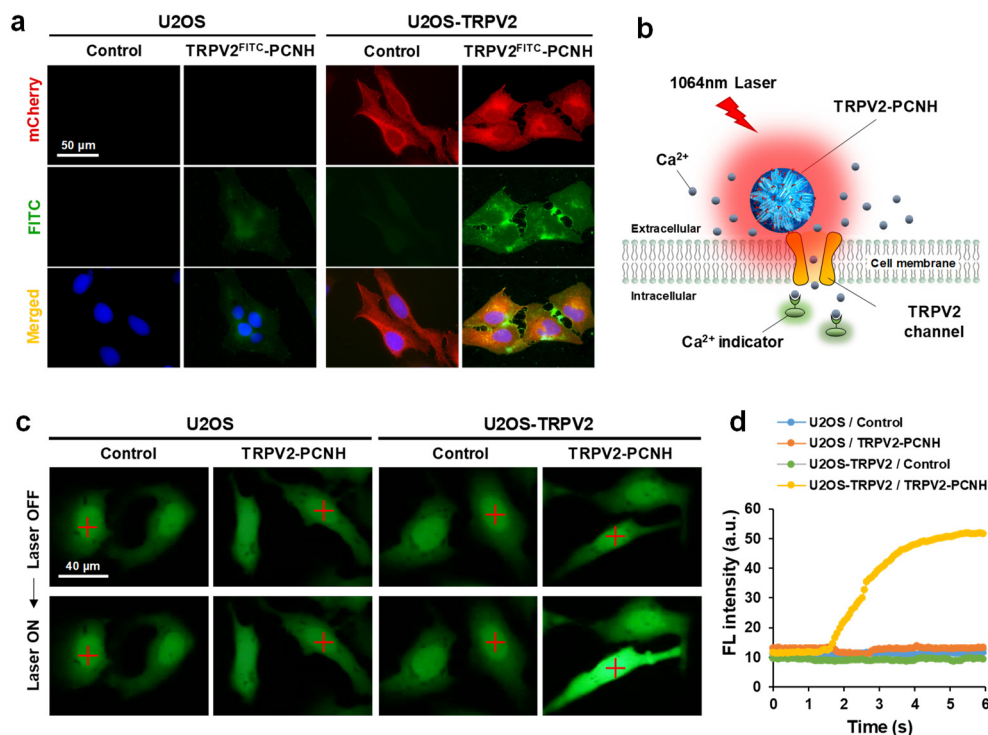 a
U2OS
U2OS-TRPV2
Control
TRPV2FITC-PCNH
Control
TRPV2FITC-PCNH
mCherry
50 µm
FITC
Merged
b
1064nm Laser
TRPV2-PCNH
Ca2+
Extracellular
Cell membrane
Intracellular
TRPV2
channel
Ca2+ indicator
c
U2OS
U2OS-TRPV2
Control
TRPV2-PCNH
Control
TRPV2-PCNH
Laser OFF
40 µm
Laser ON
d
U2OS / Control
U2OS / TRPV2-PCNH
U2OS-TRPV2 / Control
U2OS-TRPV2 / TRPV2-PCNH
FL intensity (a.u.)
60
50
40
30
20
10
0
0 1 2 3 4 5 6
Time (s)